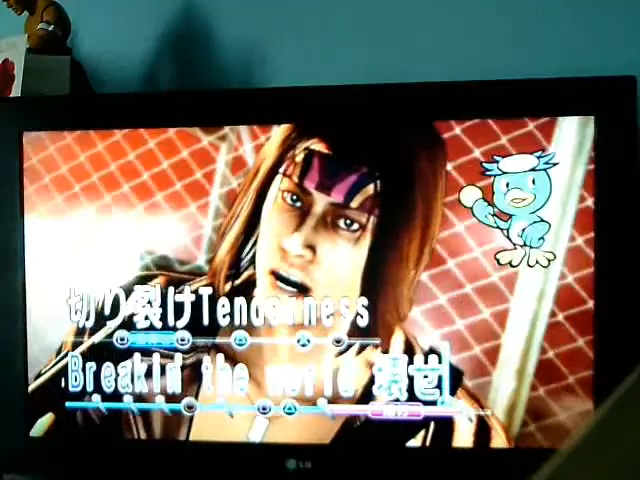 切り裂けTenderness
Breakin' the world 壊せ
LG